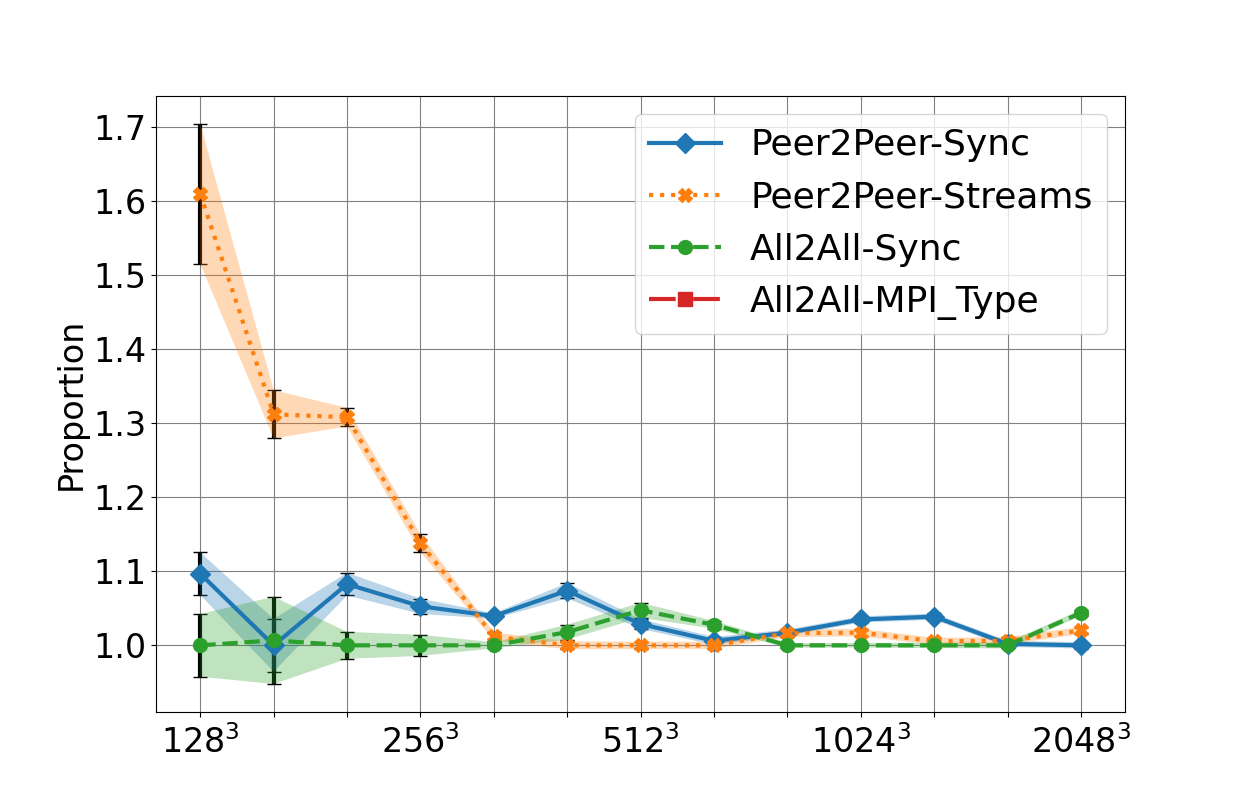 Peer2Peer-Sync
Peer2Peer-Streams
All2All-Sync
All2All-MPI_Type
Proportion
1.7
1.6
1.5
1.4
1.3
1.2
1.1
1.0
128³
256³
512³
1024³
2048³